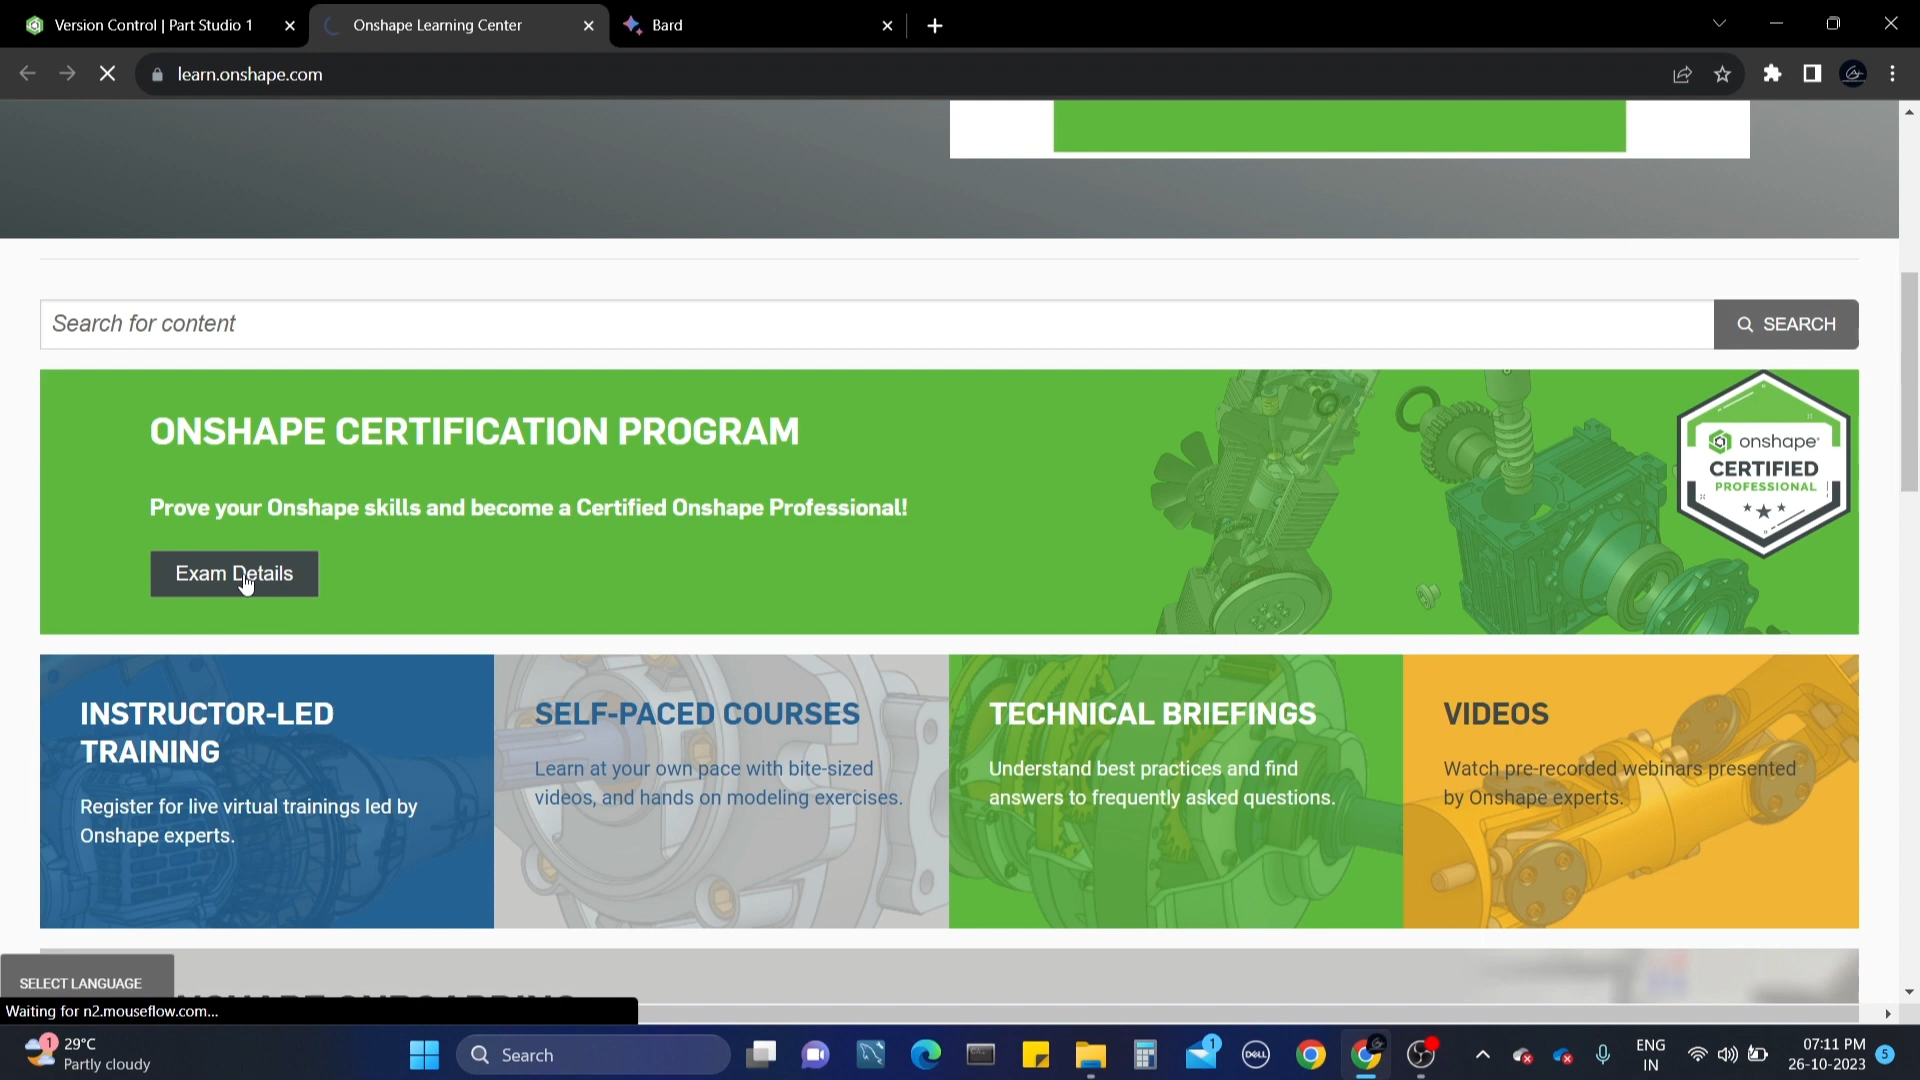 Version Control | Part Studio 1
Onshape Learning Center
Bard
learn.onshape.com
Search for content
SEARCH
ONSHAPE CERTIFICATION PROGRAM
Prove your Onshape skills and become a Certified Onshape Professional!
Exam Details
onshape
CERTIFIED
PROFESSIONAL
INSTRUCTOR-LED
TRAINING
Register for live virtual trainings led by
Onshape experts.
SELF-PACED COURSES
Learn at your own pace with bite-sized
videos, and hands on modeling exercises.
TECHNICAL BRIEFINGS
Understand best practices and find
answers to frequently asked questions.
VIDEOS
Watch pre-recorded webinars presented
by Onshape experts.
SELECT LANGUAGE
Waiting for n2.mouseflow.com...
1
29°C
Partly cloudy
Search
1
DELL
ENG
IN
07:11 PM
26-10-2023
5